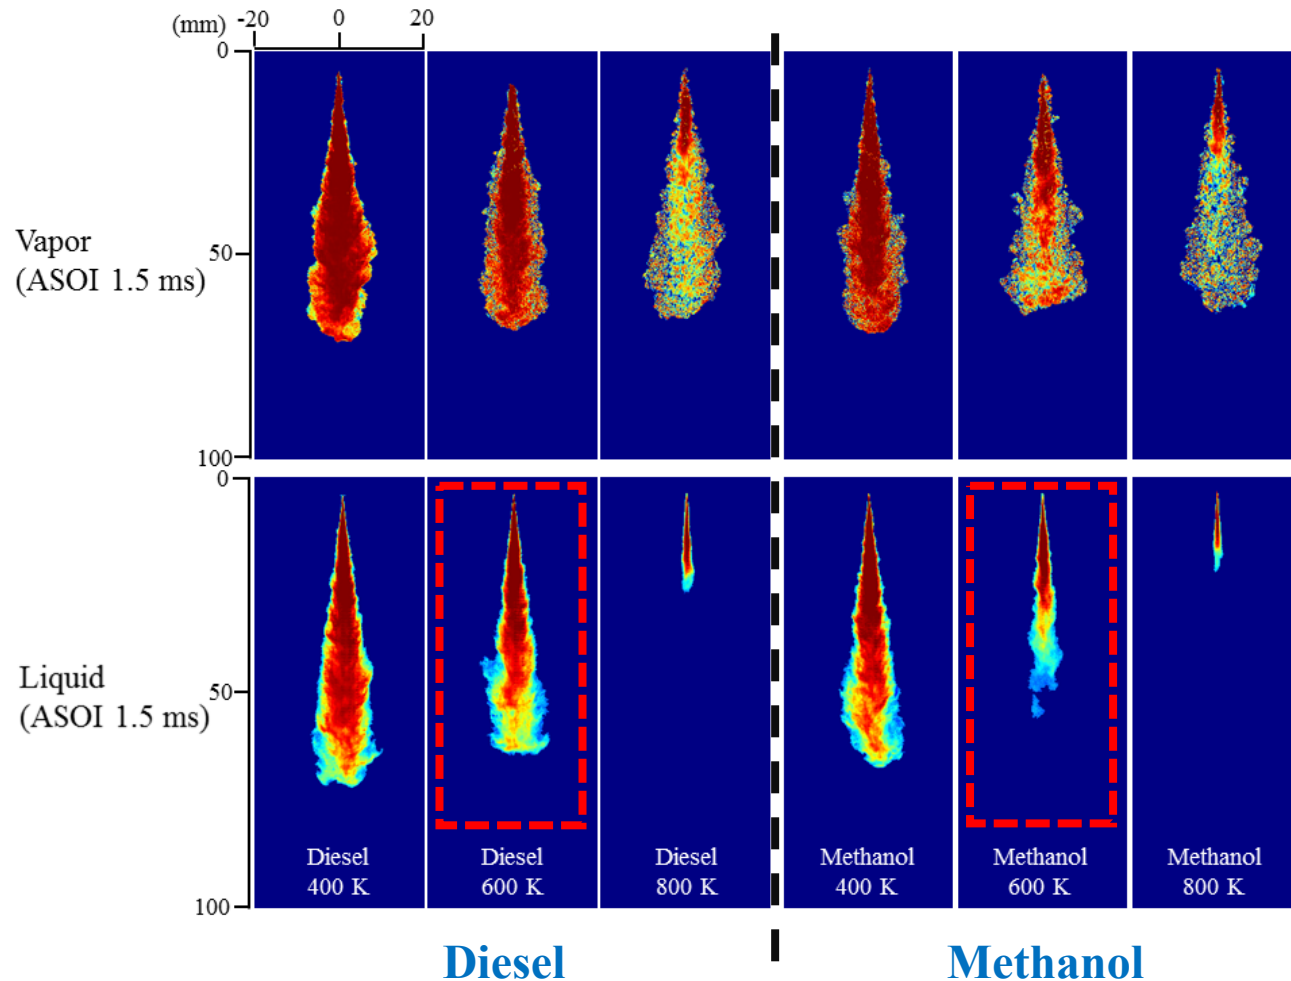 (mm) -20 0 20
0
Vapor
(ASOI 1.5 ms)
50
100
0
Liquid
(ASOI 1.5 ms)
50
100
Diesel
400 K
Diesel
600 K
Diesel
800 K
Methanol
400 K
Methanol
600 K
Methanol
800 K
Diesel
Methanol